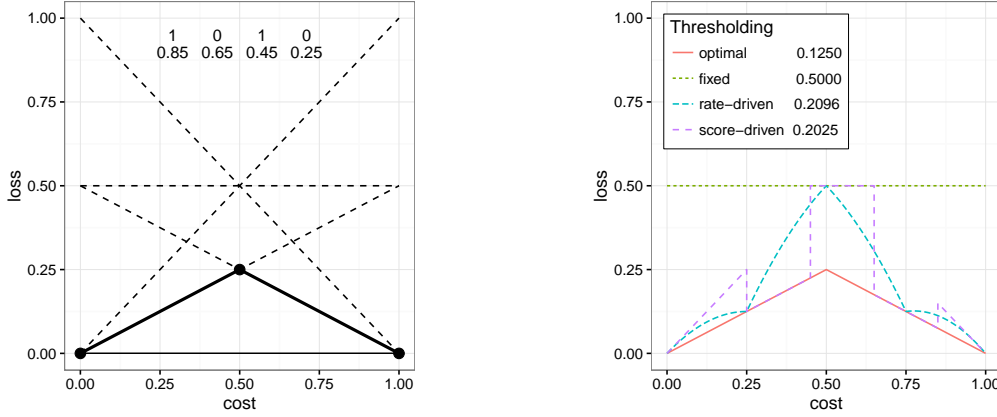 1.00
0.75
0.50
0.25
0.00
loss
1 0 1 0
0.85 0.65 0.45 0.25
0.00 0.25 0.50 0.75 1.00
cost
1.00
0.75
0.50
0.25
0.00
loss
Thresholding
optimal 0.1250
fixed 0.5000
rate−driven 0.2096
score−driven 0.2025
0.00 0.25 0.50 0.75 1.00
cost